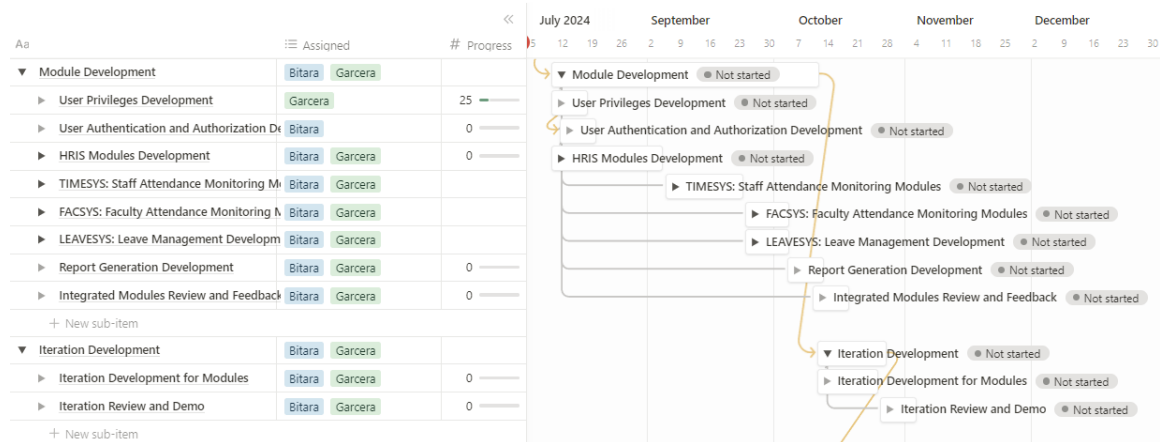 July 2024 September October November December
Aa Assigned # Progress 5 12 19 26 2 9 16 23 30 7 14 21 28 4 11 18 25 2 9 16 23 30
Module Development Bitara Garcera Module Development Not started
User Privileges Development Garcera 25 User Privileges Development Not started
User Authentication and Authorization De Bitara 0 User Authentication and Authorization Development Not started
HRIS Modules Development Bitara Garcera 0 HRIS Modules Development Not started
TIMESYS: Staff Attendance Monitoring Mo Bitara Garcera TIMESYS: Staff Attendance Monitoring Modules Not started
FACSYS: Faculty Attendance Monitoring M Bitara Garcera FACSYS: Faculty Attendance Monitoring Modules Not started
LEAVESYS: Leave Management Developm Bitara Garcera LEAVESYS: Leave Management Development Not started
Report Generation Development Bitara Garcera 0 Report Generation Development Not started
Integrated Modules Review and Feedback Bitara Garcera 0 Integrated Modules Review and Feedback Not started
+ New sub-item
Iteration Development Bitara Garcera Iteration Development Not started
Iteration Development for Modules Bitara Garcera 0 Iteration Development for Modules Not started
Iteration Review and Demo Bitara Garcera 0 Iteration Review and Demo Not started
+ New sub-item